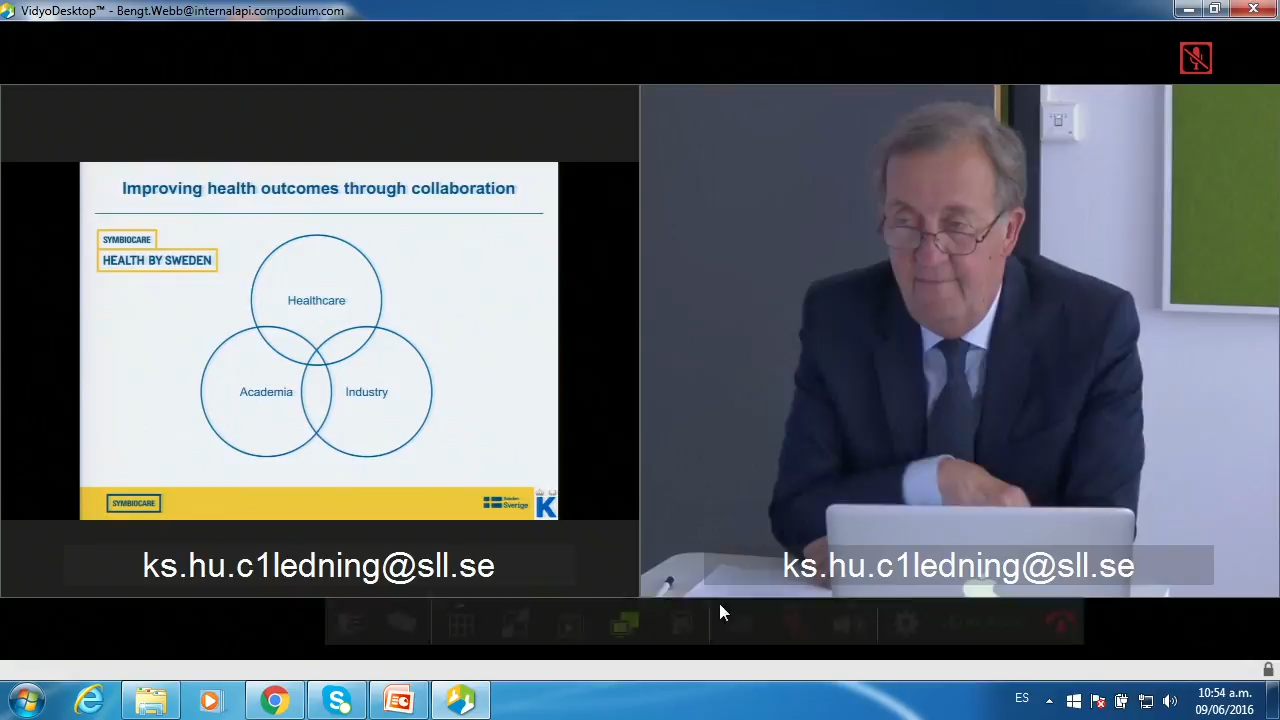 VidyoDesktop™ - Bengt.Webb@internalapi.compodium.com
Improving health outcomes through collaboration
SYMBIOCARE
HEALTH BY SWEDEN
Healthcare
Academia
Industry
SYMBIOCARE
Sweden
Sverige
K
ks.hu.c1ledning@sll.se
ks.hu.c1ledning@sll.se
ES
10:54 a.m.
09/06/2016